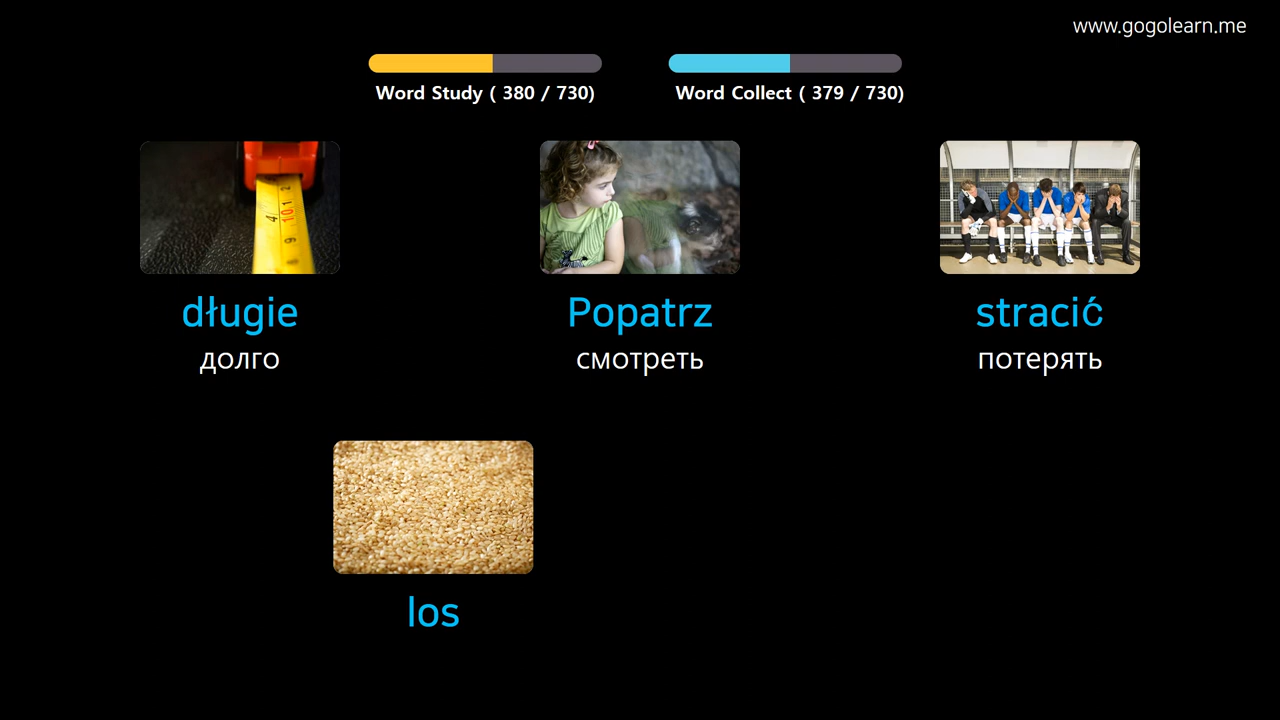 www.gogolearn.me
Word Study ( 380 / 730)
Word Collect ( 379 / 730)
długie
Popatrz
stracić
долго
смотреть
потерять
los